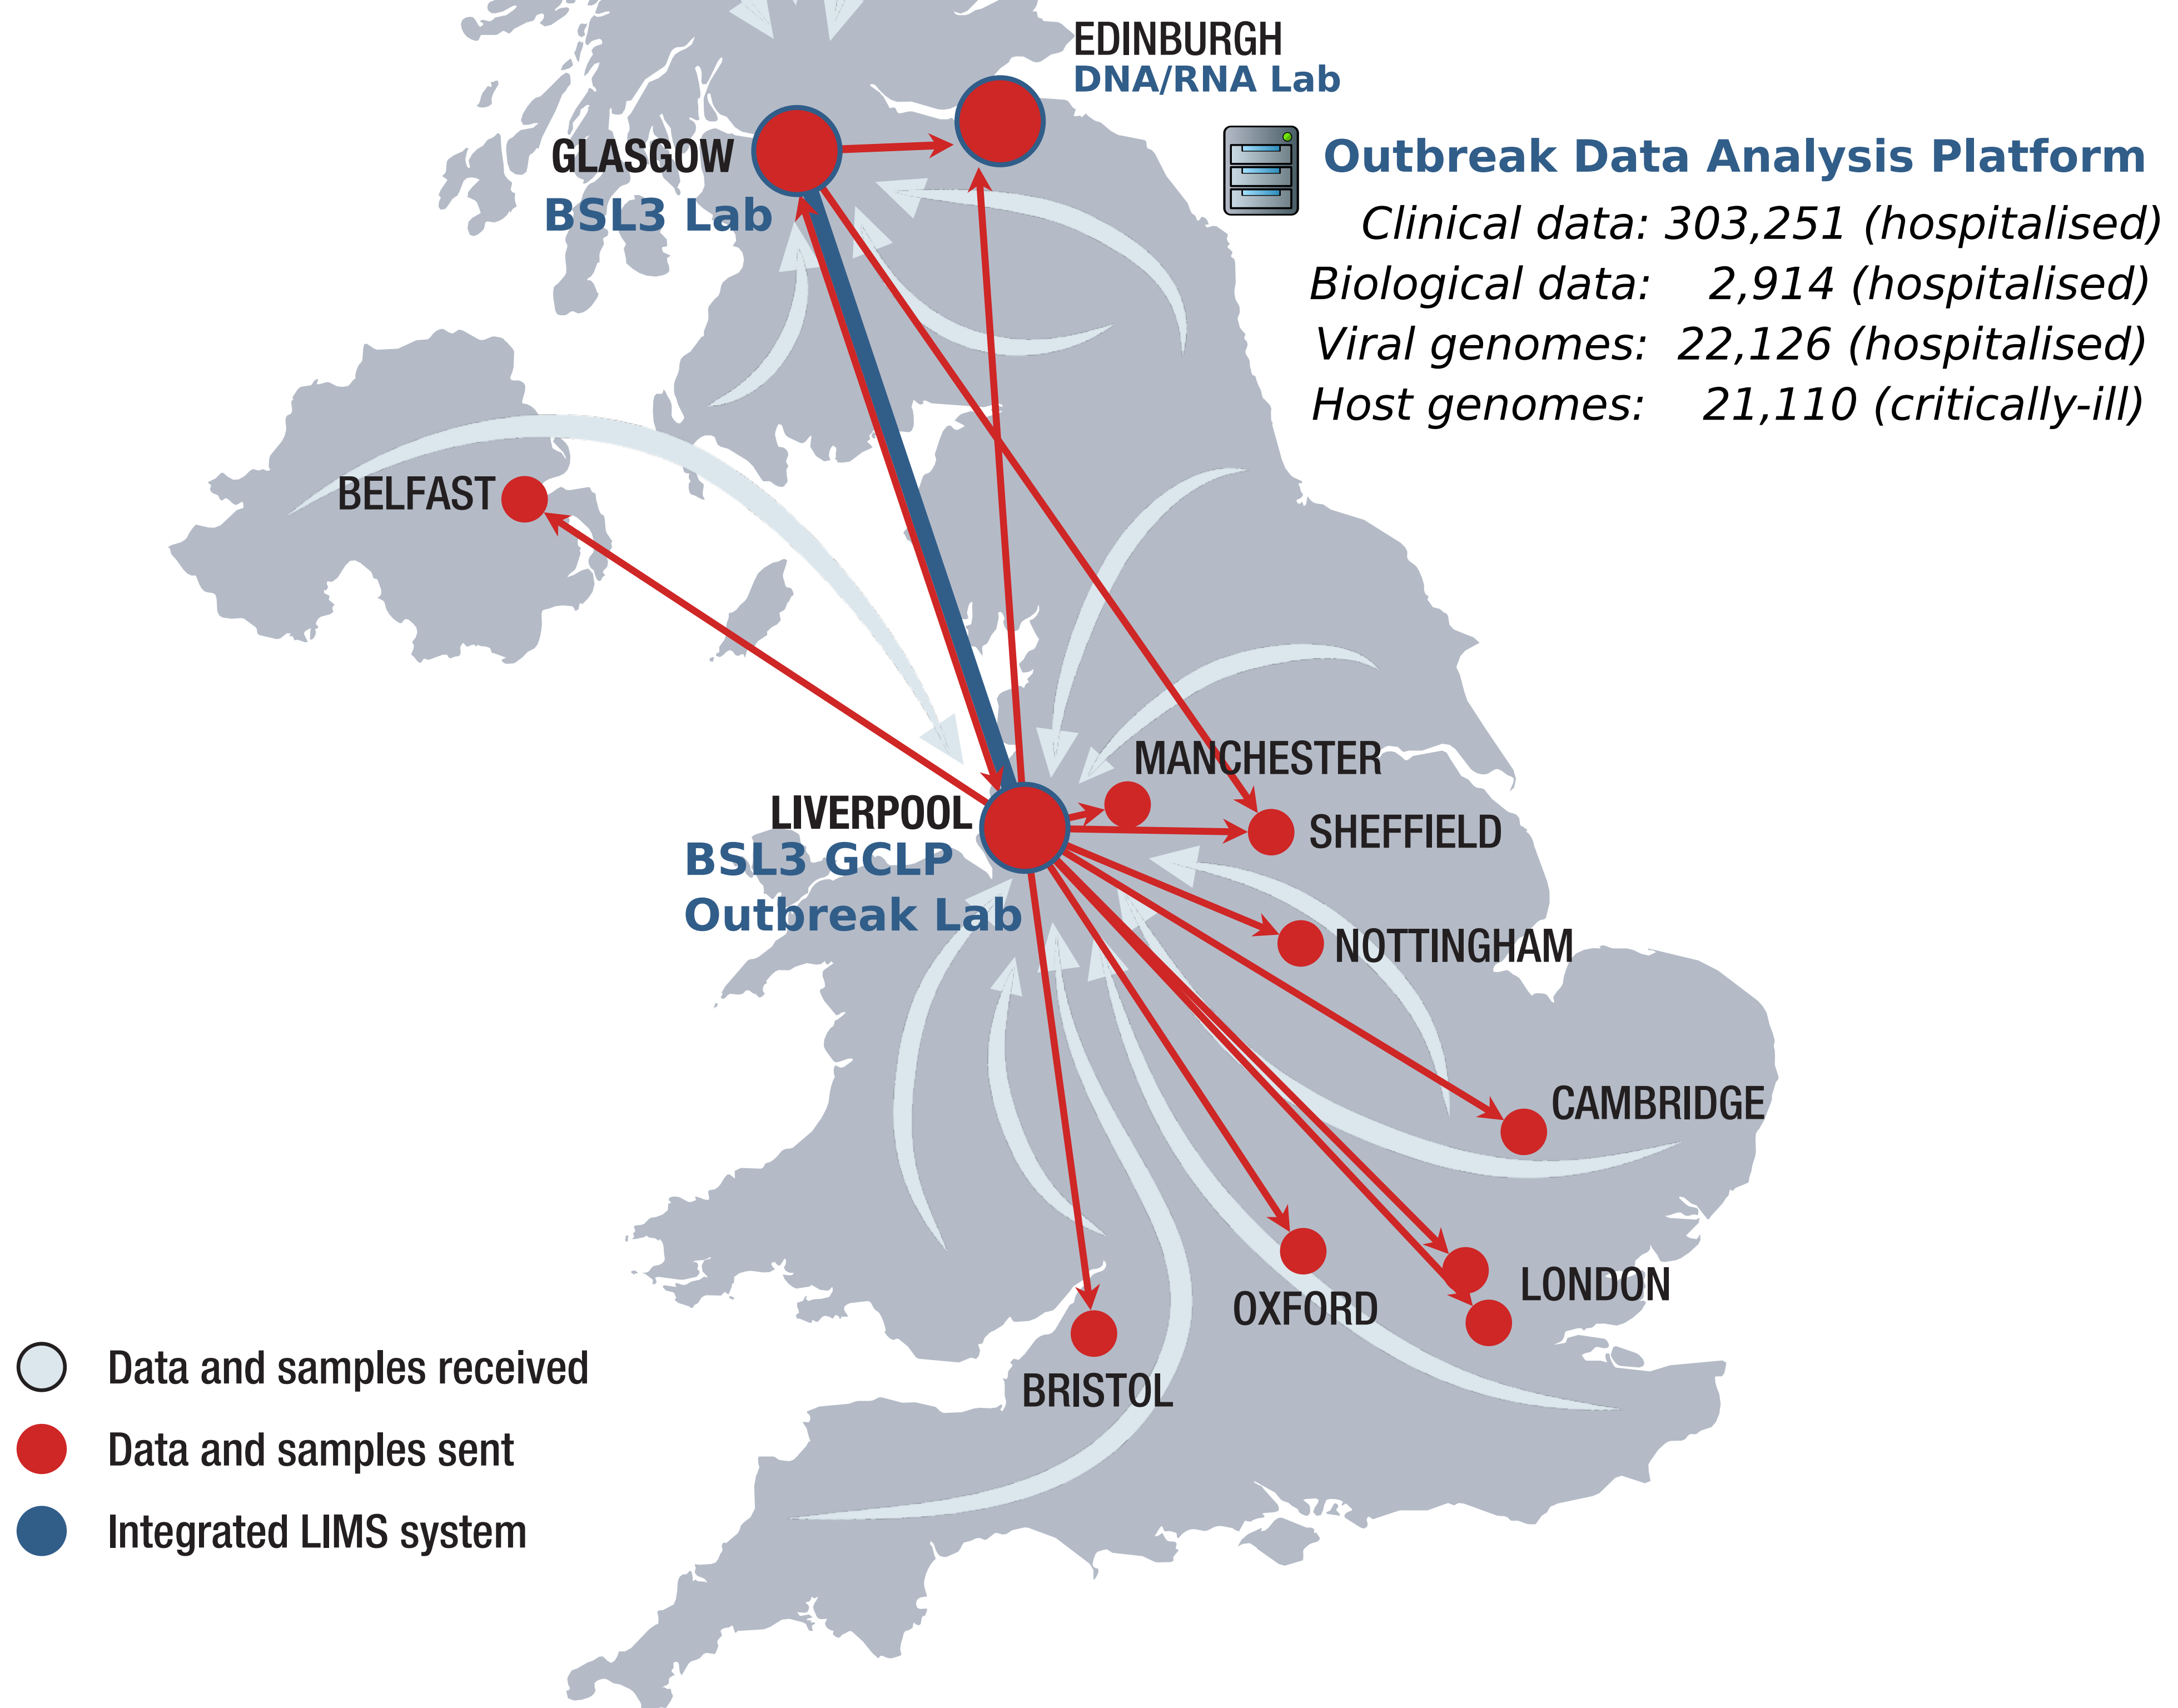 EDINBURGH
DNA/RNA Lab
GLASGOW
BSL3 Lab
Outbreak Data Analysis Platform
Clinical data: 303,251 (hospitalised)
Biological data: 2,914 (hospitalised)
Viral genomes: 22,126 (hospitalised)
Host genomes: 21,110 (critically-ill)
BELFAST
MANCHESTER
LIVERPOOL
BSL3 GCLP
Outbreak Lab
SHEFFIELD
NOTTINGHAM
CAMBRIDGE
LONDON
OXFORD
BRISTOL
Data and samples received
Data and samples sent
Integrated LIMS system